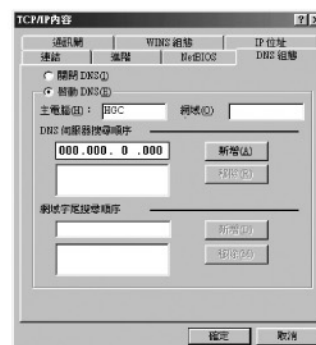 TCP/IP內容
通訊閘 WINS 組態 IP 位址
連結 進階 NetBIOS DNS 組態
關閉 DNS(I)
啟動 DNS(E)
主電腦(H)： HGC 網域(O)
DNS 伺服器搜尋順序
000.000. 0 .000 新增(A)
移除(R)
網域字尾搜尋順序
新增(D)
移除(M)
確定 取消